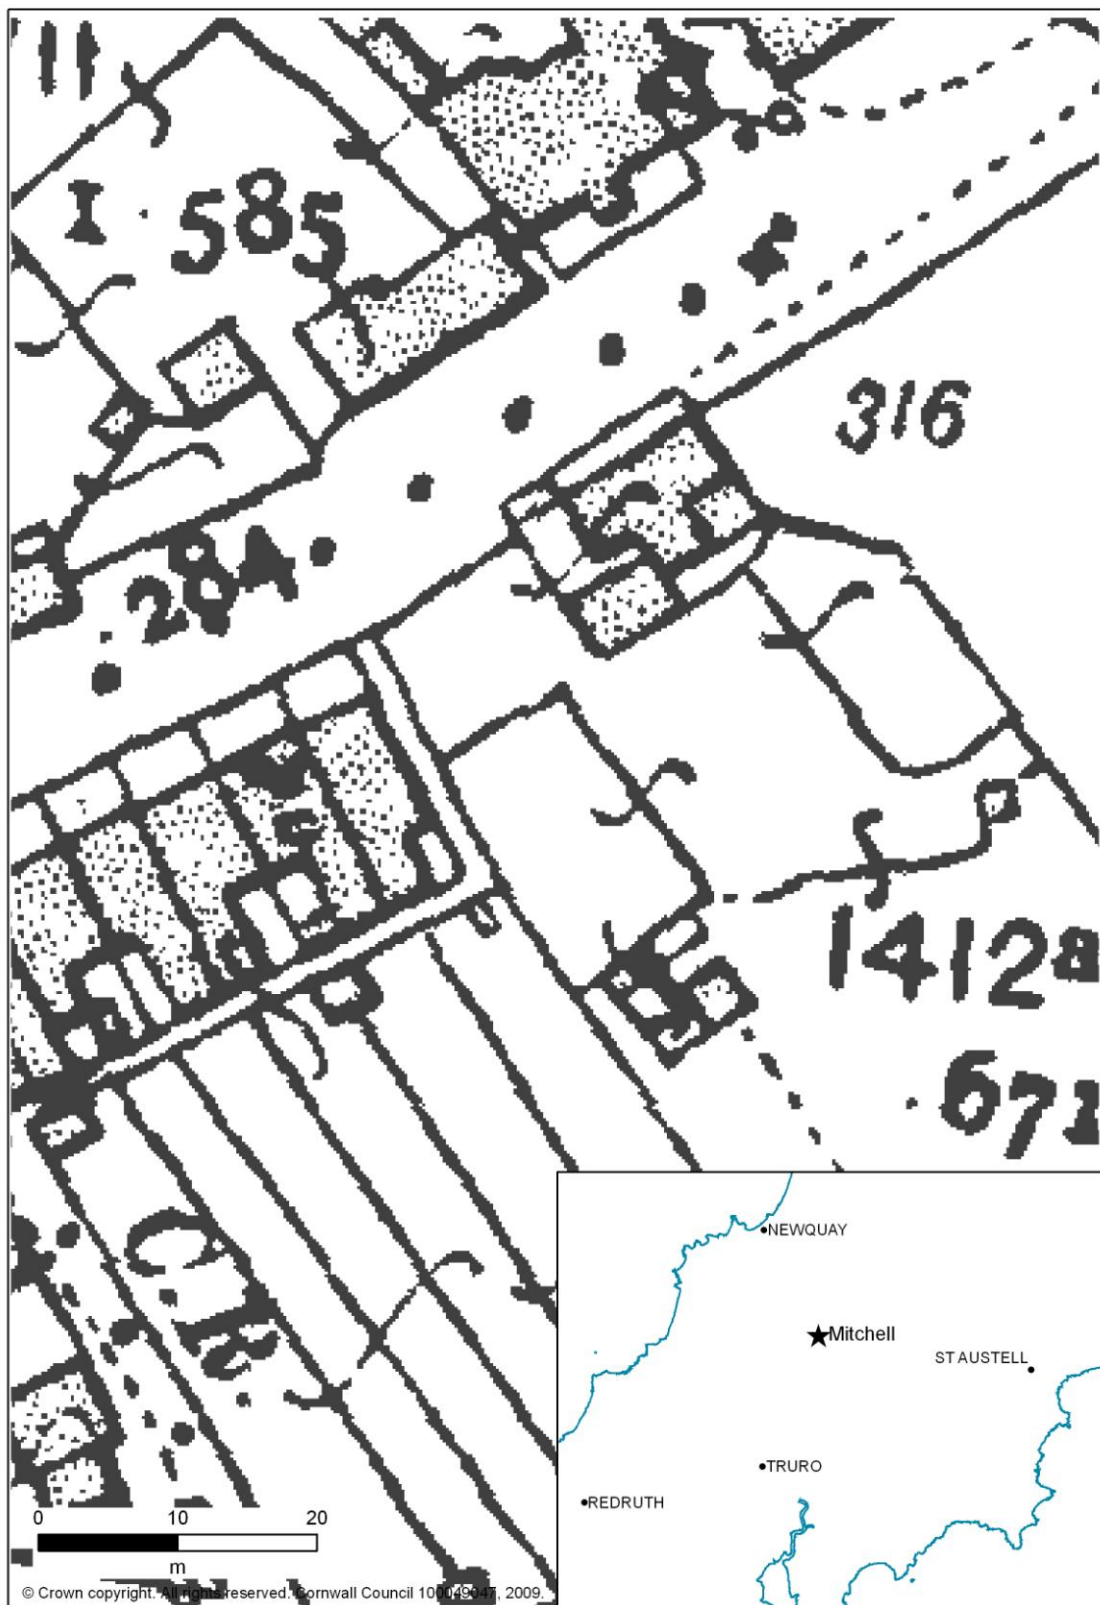 11
I
585
316
284
1412a
671
C.R.
NEWQUAY
Mitchell
ST AUSTELL
TRURO
REDRUTH
0 10 20
m
© Crown copyright. All rights reserved. Cornwall Council 100049047, 2009.